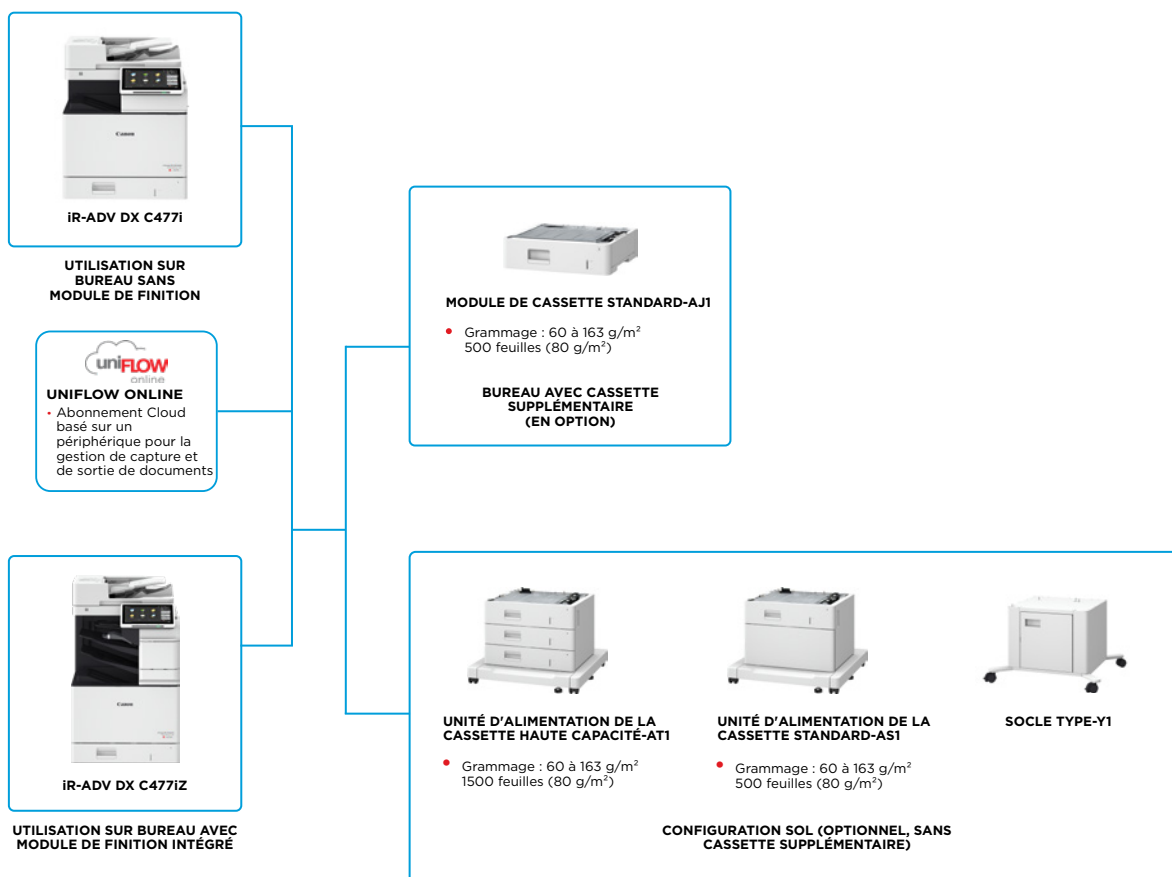 Canon
iR-ADV DX C477i
UTILISATION SUR
BUREAU SANS
MODULE DE FINITION
uniFLOW
online
UNIFLOW ONLINE
• Abonnement Cloud
basé sur un
périphérique pour la
gestion de capture et
de sortie de documents
Canon
iR-ADV DX C477iZ
UTILISATION SUR BUREAU AVEC
MODULE DE FINITION INTÉGRÉ
MODULE DE CASSETTE STANDARD-AJ1
• Grammage : 60 à 163 g/m²
500 feuilles (80 g/m²)
BUREAU AVEC CASSETTE
SUPPLÉMENTAIRE
(EN OPTION)
UNITÉ D'ALIMENTATION DE LA
CASSETTE HAUTE CAPACITÉ-AT1
• Grammage : 60 à 163 g/m²
1500 feuilles (80 g/m²)
UNITÉ D'ALIMENTATION DE LA
CASSETTE STANDARD-AS1
• Grammage : 60 à 163 g/m²
500 feuilles (80 g/m²)
SOCLE TYPE-Y1
CONFIGURATION SOL (OPTIONNEL, SANS
CASSETTE SUPPLÉMENTAIRE)